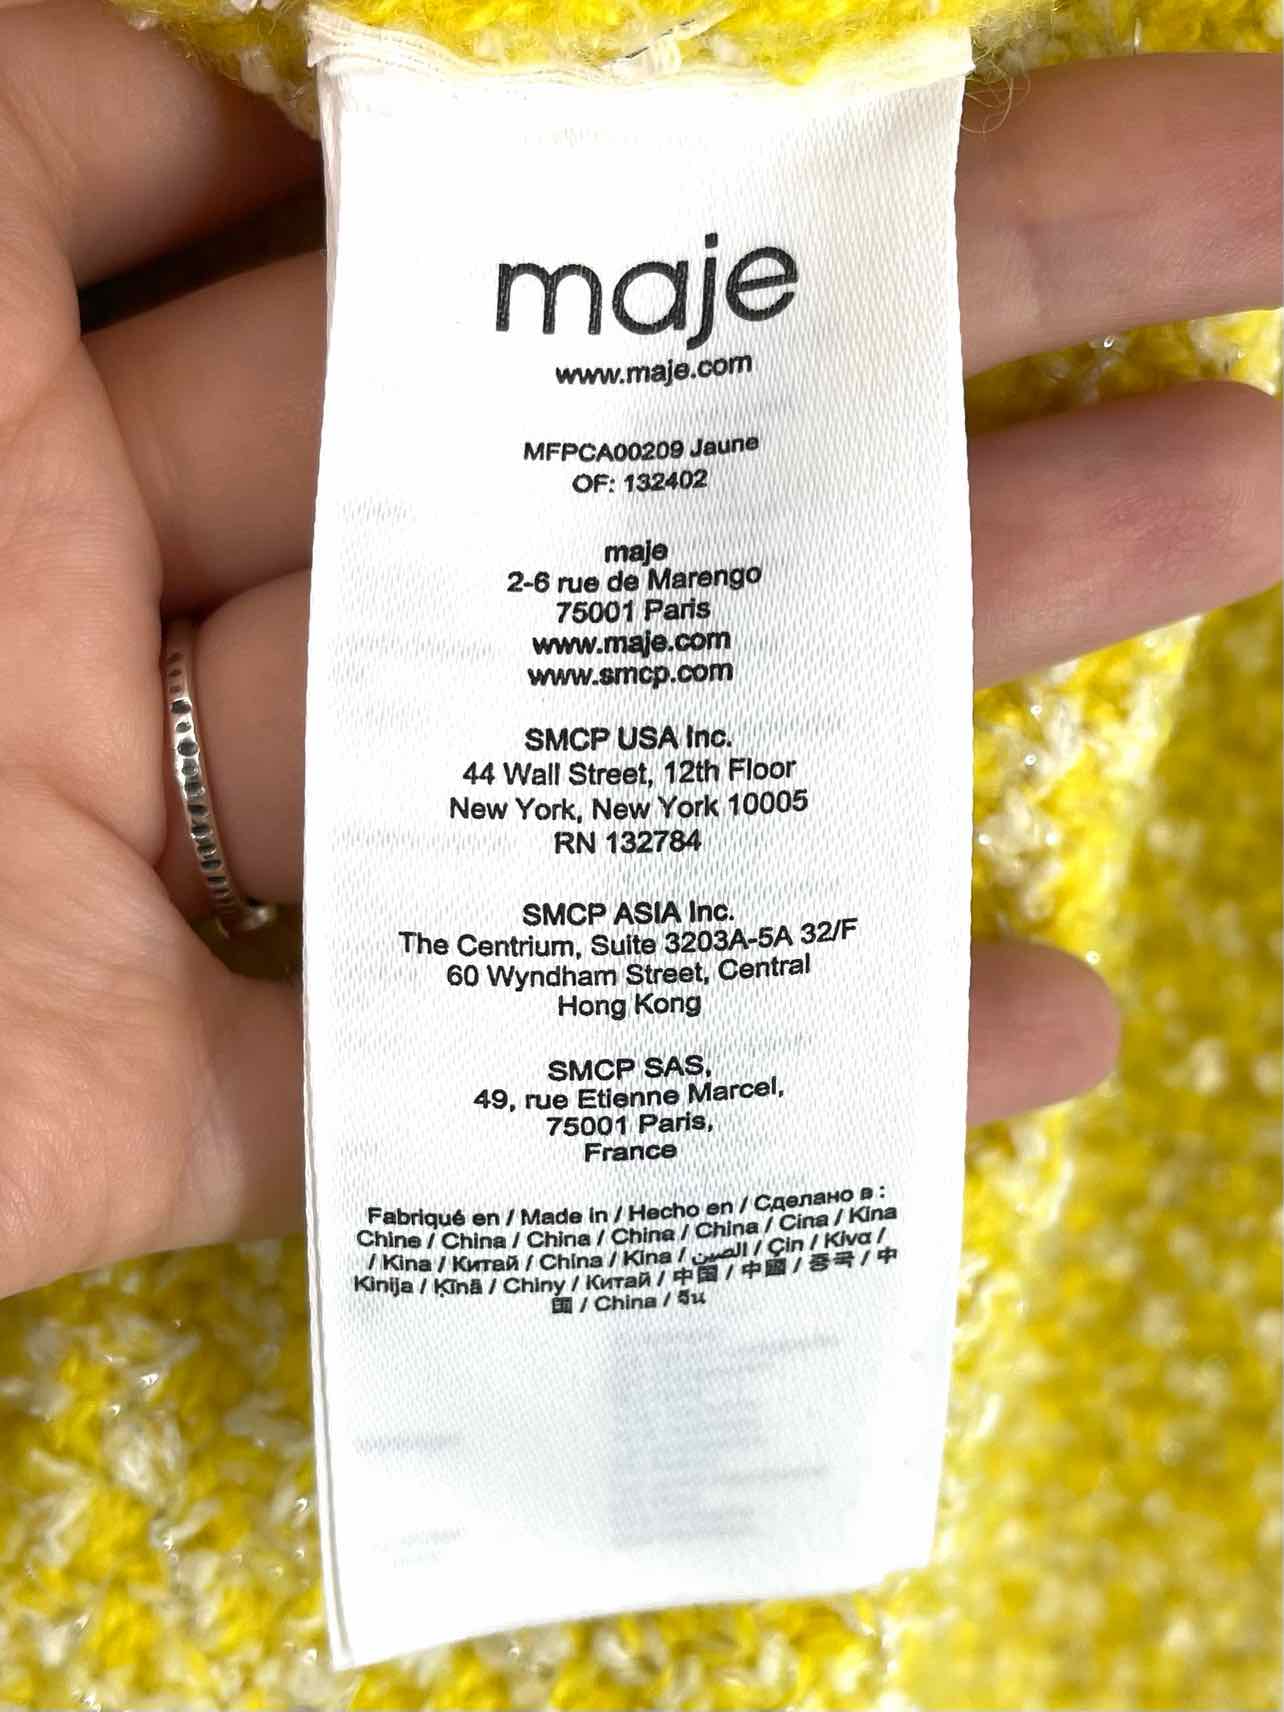 maje
www.maje.com
MFPCA00209 Jaune
OF: 132402
maje
2-6 rue de Marengo
75001 Paris
www.maje.com
www.smcp.com
SMCP USA Inc.
44 Wall Street, 12th Floor
New York, New York 10005
RN 132784
SMCP ASIA Inc.
The Centrium, Suite 3203A-5A 32/F
60 Wyndham Street, Central
Hong Kong
SMCP SAS,
49, rue Etienne Marcel,
75001 Paris,
France
Fabriqué en / Made in / Hecho en / Сделано в :
Chine / China / China / China / China / Cina / Kína
/ Kina / Китай / China / Kina / الصين / Çin / Kίνα /
Kinija / Ķīnā / Chiny / Китай / 中国 / 中國 / 중국 / 中
国 / China / จีน